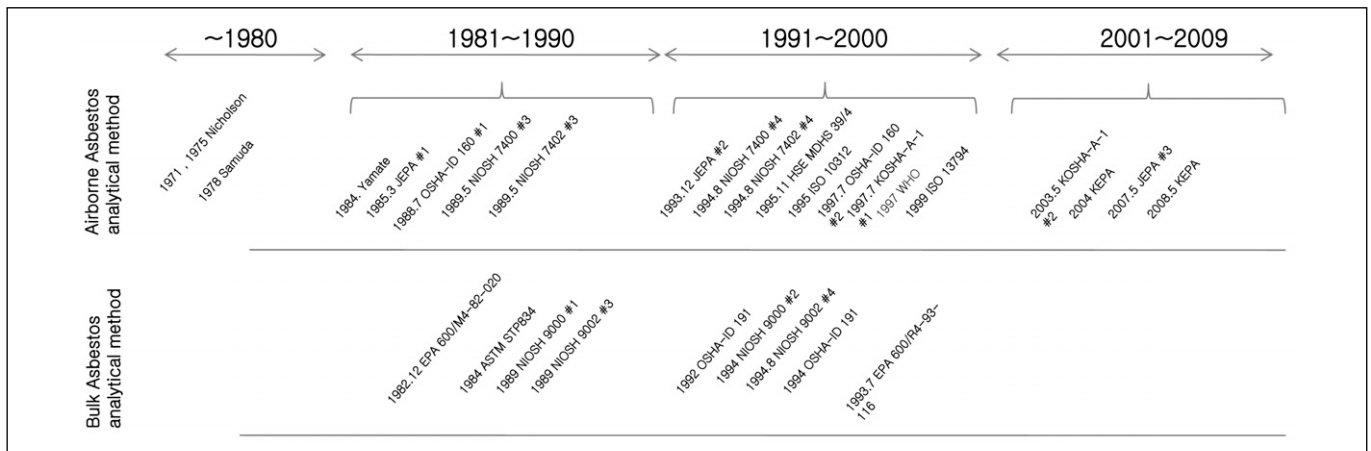 ~1980
1981~1990
1991~2000
2001~2009
Airborne Asbestos
analytical method
1971 , 1975 Nicholson
1978 Samuda
1984. Yamate
1985.3 JEPA #1
1988.7 OSHA-ID 160 #1
1989.5 NIOSH 7400 #3
1989.5 NIOSH 7402 #3
1993.12 JEPA #2
1994.8 NIOSH 7400 #4
1994.8 NIOSH 7402 #4
1995.11 HSE MDHS 39/4
1995 ISO 10312
1997.7 OSHA-ID 160
#2
1997.7 KOSHA-A-1
#1
1997 WHO
1999 ISO 13794
2003.5 KOSHA-A-1
#2
2004 KEPA
2007.5 JEPA #3
2008.5 KEPA
Bulk Asbestos
analytical method
1982.12 EPA 600/M4-82-020
1984 ASTM STP834
1989 NIOSH 9000 #1
1989 NIOSH 9002 #3
1992 OSHA-ID 191
1994 NIOSH 9000 #2
1994.8 NIOSH 9002 #4
1994 OSHA-ID 191
1993.7 EPA 600/R4-93-
116